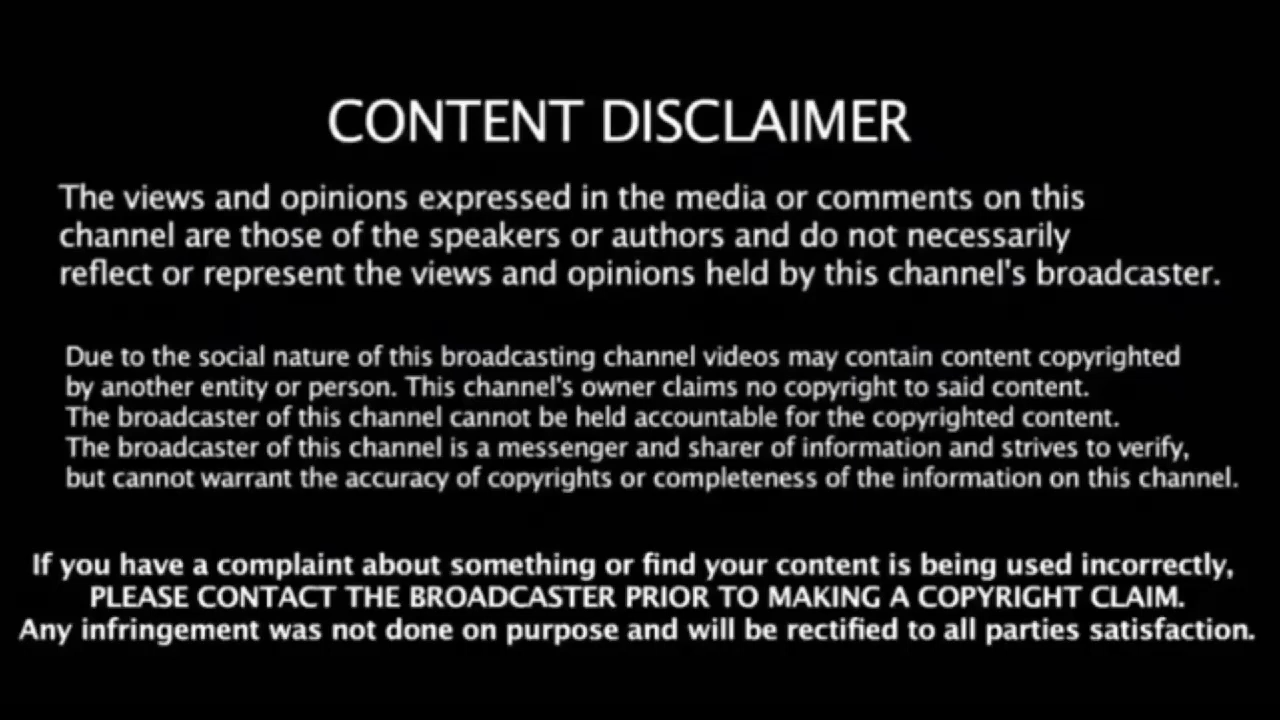 CONTENT DISCLAIMER
The views and opinions expressed in the media or comments on this
channel are those of the speakers or authors and do not necessarily
reflect or represent the views and opinions held by this channel's broadcaster.
Due to the social nature of this broadcasting channel videos may contain content copyrighted
by another entity or person. This channel's owner claims no copyright to said content.
The broadcaster of this channel cannot be held accountable for the copyrighted content.
The broadcaster of this channel is a messenger and sharer of information and strives to verify,
but cannot warrant the accuracy of copyrights or completeness of the information on this channel.
If you have a complaint about something or find your content is being used incorrectly,
PLEASE CONTACT THE BROADCASTER PRIOR TO MAKING A COPYRIGHT CLAIM.
Any infringement was not done on purpose and will be rectified to all parties satisfaction.